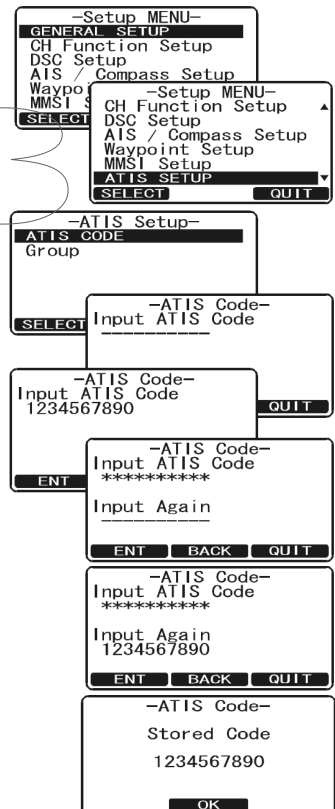 -Setup MENU-
GENERAL SETUP
CH Function Setup
DSC Setup
AIS / Compass Setup
MMSI
SELECT
-Setup MENU-
CH Function Setup
DSC Setup
AIS / Compass Setup
Waypoint Setup
MMSI Setup
ATIS SETUP
SELECT QUIT
-ATIS Setup-
ATIS CODE
Group
SELECT
-ATIS Code-
Input ATIS Code
----------
QUIT
-ATIS Code-
Input ATIS Code
1234567890
ENT
-ATIS Code-
Input ATIS Code
**********
Input Again
----------
ENT BACK QUIT
-ATIS Code-
Input ATIS Code
**********
Input Again
1234567890
ENT BACK QUIT
-ATIS Code-
Stored Code
1234567890
OK